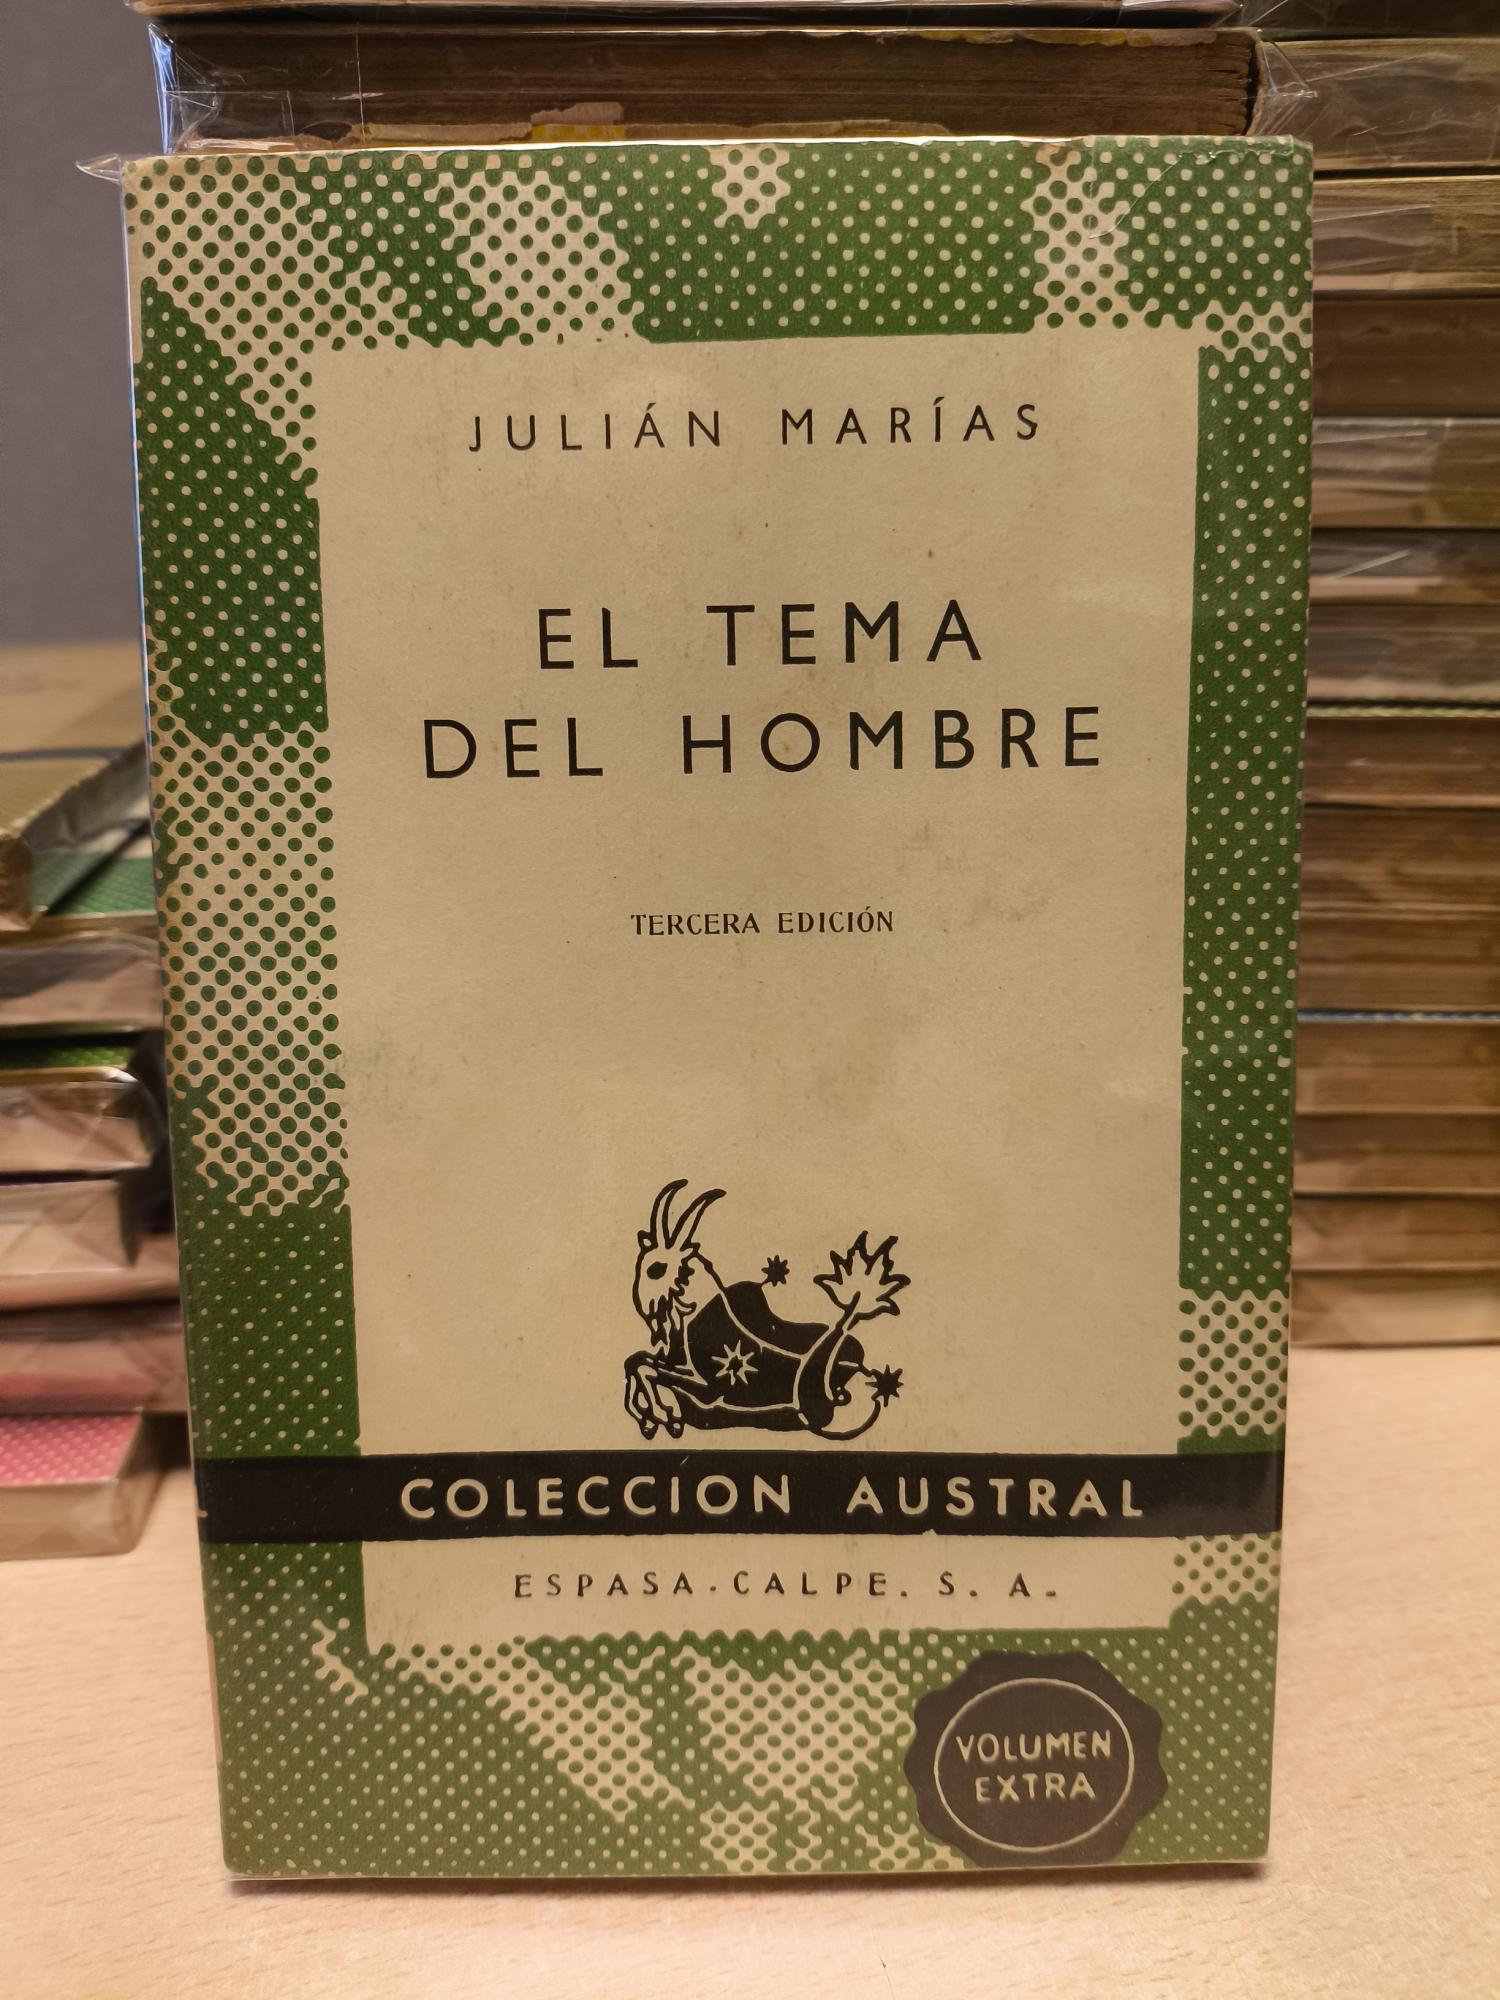 JULIÁN MARÍAS
EL TEMA
DEL HOMBRE
TERCERA EDICIÓN
COLECCION AUSTRAL
ESPASA-CALPE. S. A.
VOLUMEN
EXTRA